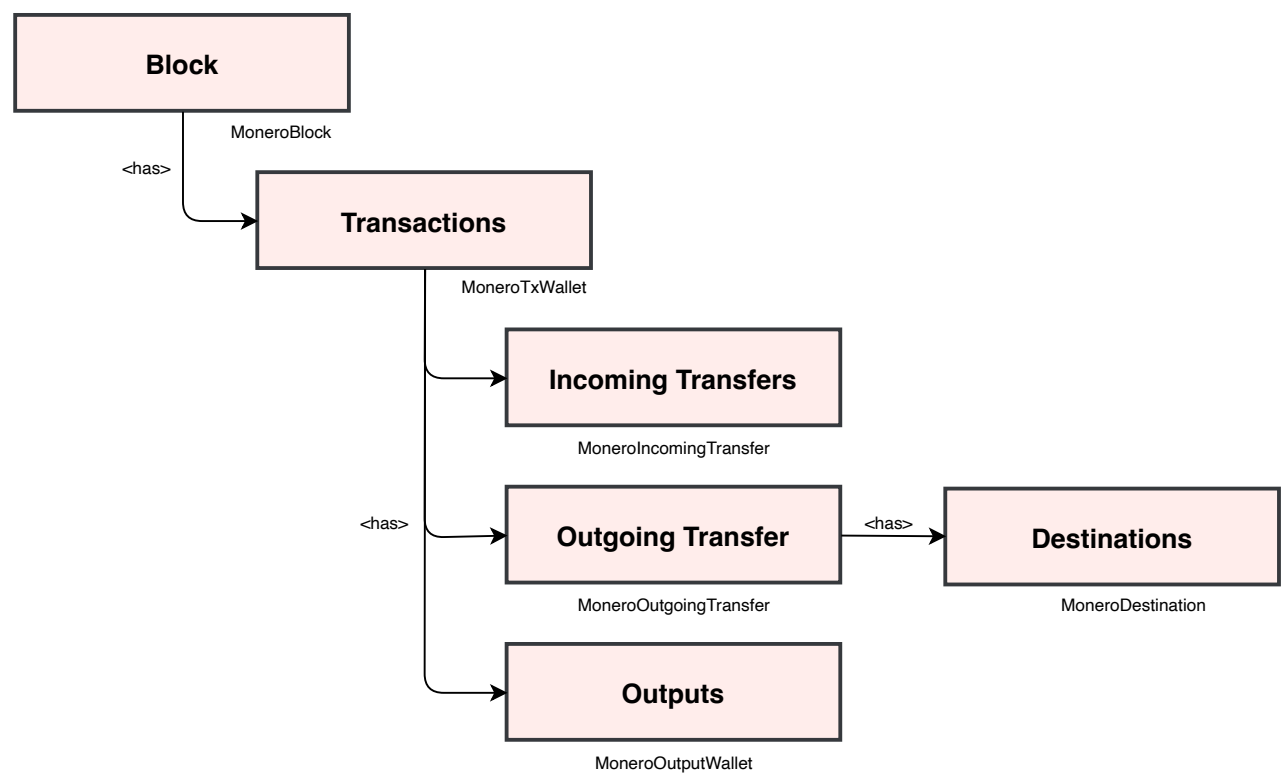 Block
MoneroBlock
<has>
Transactions
MoneroTxWallet
Incoming Transfers
MoneroIncomingTransfer
<has>
Outgoing Transfer
<has>
Destinations
MoneroOutgoingTransfer
MoneroDestination
Outputs
MoneroOutputWallet